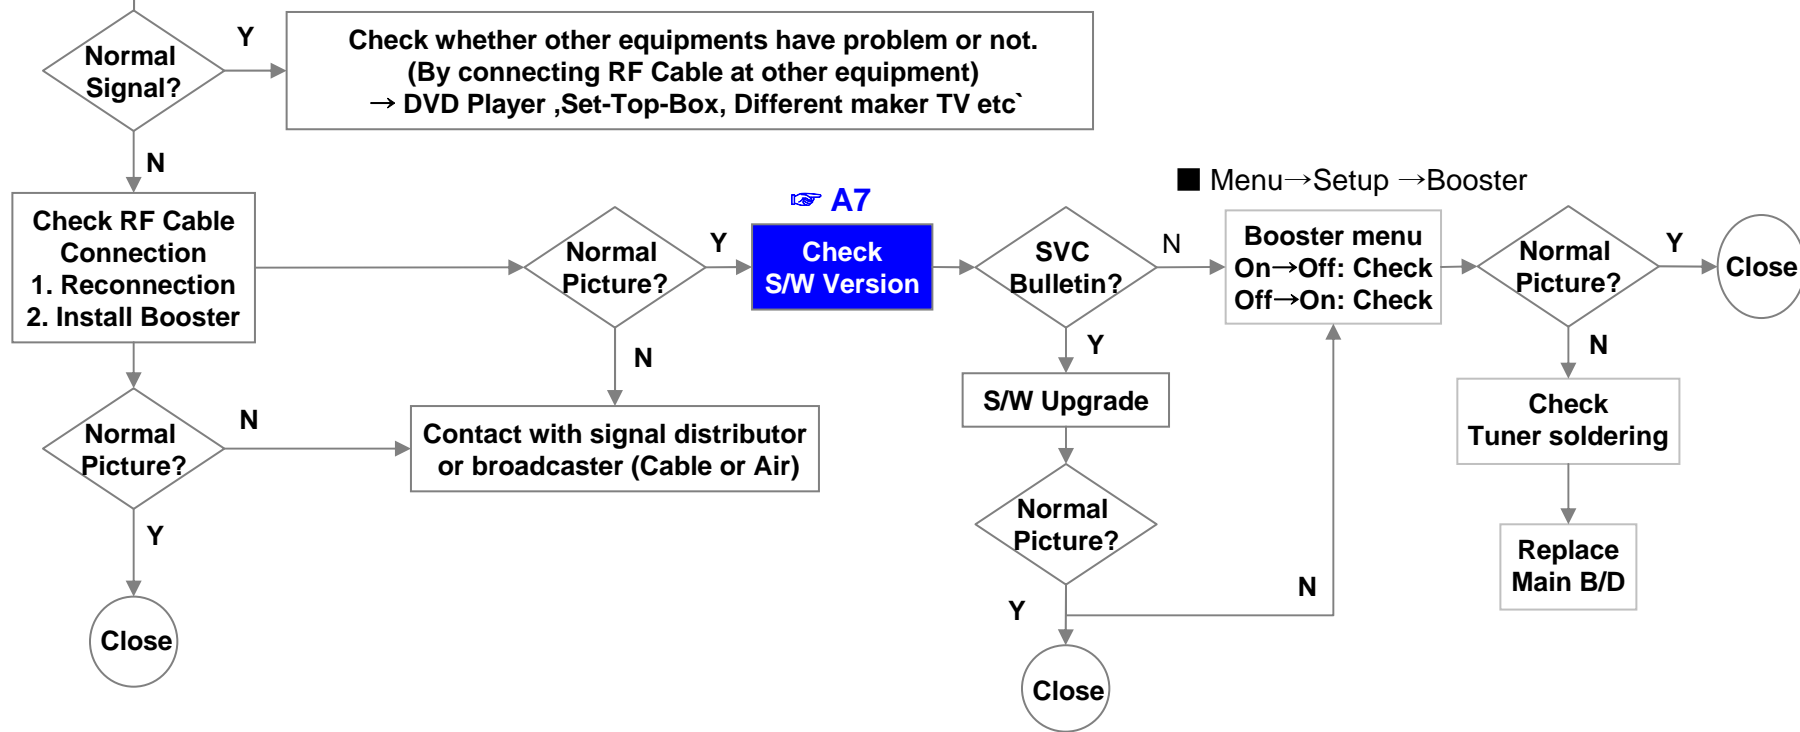 Normal
Signal?
Y
Check whether other equipments have problem or not.
(By connecting RF Cable at other equipment)
→ DVD Player ,Set-Top-Box, Different maker TV etc`
N
Check RF Cable
Connection
1. Reconnection
2. Install Booster
Normal
Picture?
Y
☞ A7
Check
S/W Version
SVC
Bulletin?
N
■ Menu→Setup →Booster
Booster menu
On→Off: Check
Off→On: Check
Normal
Picture?
Y
Close
N
Y
N
Check
Tuner soldering
S/W Upgrade
Normal
Picture?
N
Contact with signal distributor
or broadcaster (Cable or Air)
Normal
Picture?
Replace
Main B/D
Y
Y
N
Close
Close